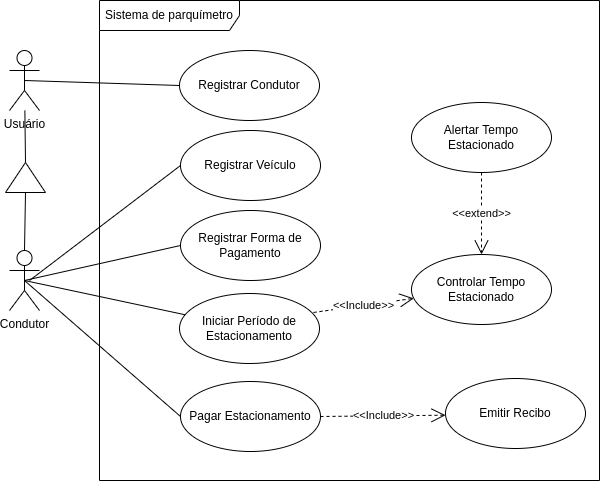 Sistema de parquímetro
Usuário
Registrar Condutor
Alertar Tempo
Estacionado
Registrar Veículo
<<extend>>
Registrar Forma de
Pagamento
Controlar Tempo
Estacionado
Condutor
Iniciar Período de
Estacionamento
<<Include>>
Pagar Estacionamento
<<Include>>
Emitir Recibo